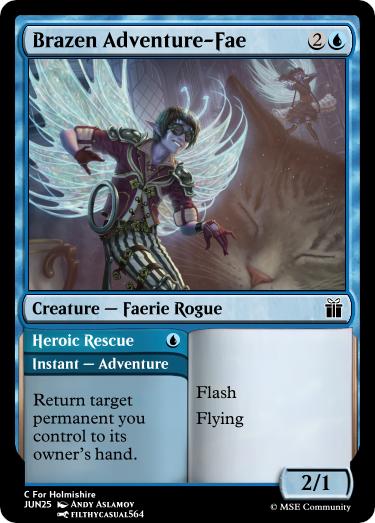 Brazen Adventure-Fae 2
Creature — Faerie Rogue
Heroic Rescue
Instant — Adventure
Return target
permanent you
control to its
owner's hand.
Flash
Flying
2/1
C For Holmishire
JUN25 Andy Aslamov
filthycasual564
© MSE Community